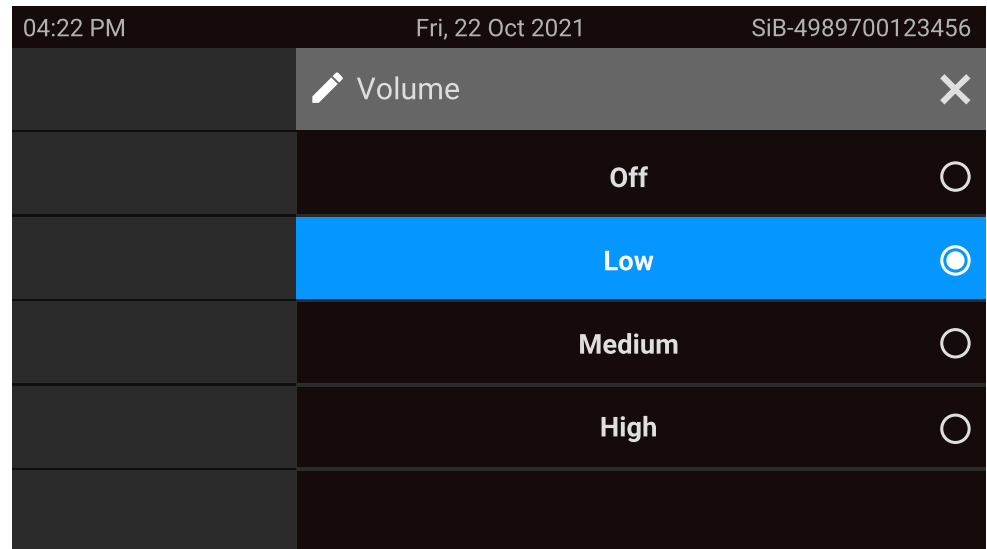 04:22 PM Fri, 22 Oct 2021 SiB-4989700123456
Volume
Off
Low
Medium
High